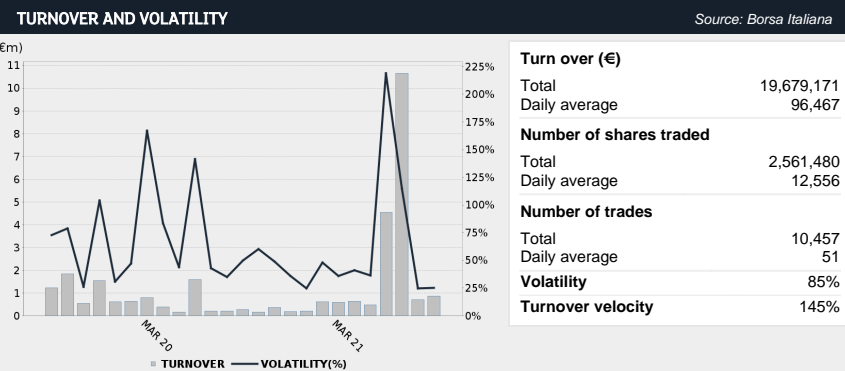 TURNOVER AND VOLATILITY
Source: Borsa Italiana
€m)
11
10
9
8
7
6
5
4
3
2
1
0
225%
200%
175%
150%
125%
100%
75%
50%
25%
0%
MAR 20
MAR 21
TURNOVER
VOLATILITY(%)
Turn over (€)
Total 19,679,171
Daily average 96,467
Number of shares traded
Total 2,561,480
Daily average 12,556
Number of trades
Total 10,457
Daily average 51
Volatility 85%
Turnover velocity 145%